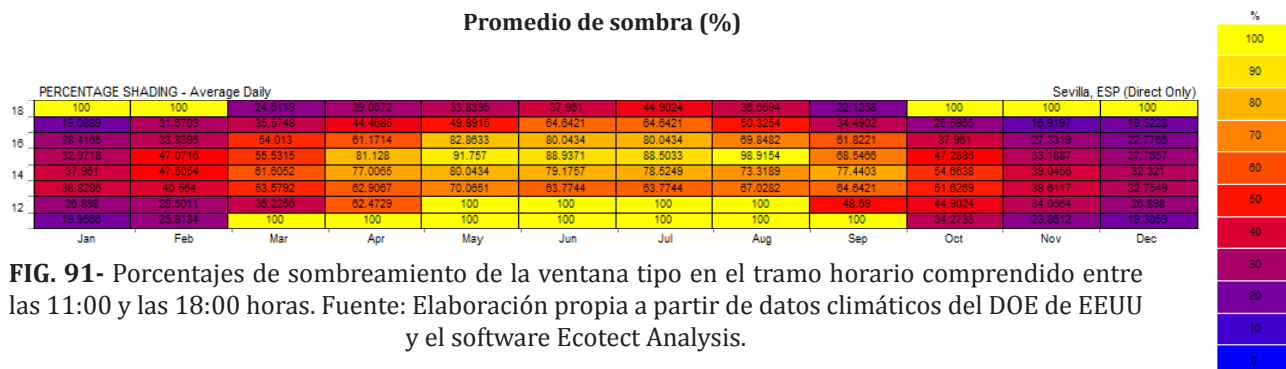 Promedio de sombra (%)
PERCENTAGE SHADING - Average Daily Sevilla, ESP (Direct Only)
18 100 100 24.5119 29.0672 33.8395 37.961 44.9024 36.6594 22.1258 100 100 100
19.0889 31.6703 35.5748 44.4685 49.8915 64.6421 64.6421 50.3254 34.4902 25.5965 16.9197 19.5228
16 28.4165 33.8395 54.013 61.1714 82.8633 80.0434 80.0434 69.8482 61.8221 37.961 27.3319 22.7766
32.9718 47.0716 55.5315 81.128 91.757 88.9371 88.5033 98.9154 68.5466 47.2885 33.1887 27.7657
14 37.961 47.5054 61.6052 77.0065 80.0434 79.1757 78.5249 73.3189 77.4403 54.6638 39.0456 32.321
38.8286 40.564 53.5792 62.9067 70.0651 63.7744 63.7744 67.0282 64.6421 51.6269 38.6117 32.7549
12 26.898 29.5011 36.2256 62.4729 100 100 100 100 48.59 44.9024 34.0564 26.898
19.9566 25.8134 100 100 100 100 100 100 100 34.2733 23.8612 19.3059
Jan Feb Mar Apr May Jun Jul Aug Sep Oct Nov Dec
%
100
90
80
70
60
50
40
30
20
10
0
FIG. 91- Porcentajes de sombreamiento de la ventana tipo en el tramo horario comprendido entre
las 11:00 y las 18:00 horas. Fuente: Elaboración propia a partir de datos climáticos del DOE de EEUU
y el software Ecotect Analysis.